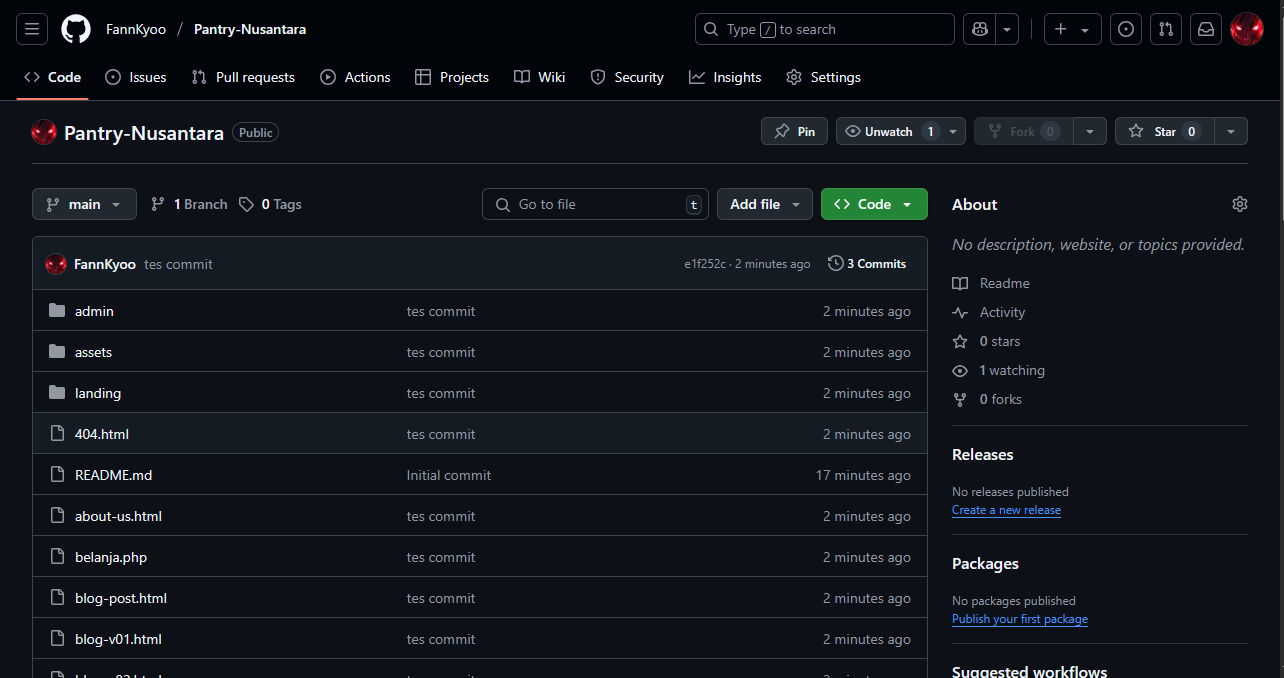 FannKyoo / Pantry-Nusantara
Type / to search
Code Issues Pull requests Actions Projects Wiki Security Insights Settings
Pantry-Nusantara Public
Pin Unwatch 1 Fork 0 Star 0
main 1 Branch 0 Tags Go to file t Add file Code
FannKyoo tes commit e1f252c · 2 minutes ago 3 Commits
admin tes commit 2 minutes ago
assets tes commit 2 minutes ago
landing tes commit 2 minutes ago
404.html tes commit 2 minutes ago
README.md Initial commit 17 minutes ago
about-us.html tes commit 2 minutes ago
belanja.php tes commit 2 minutes ago
blog-post.html tes commit 2 minutes ago
blog-v01.html tes commit 2 minutes ago
About
No description, website, or topics provided.
Readme
Activity
0 stars
1 watching
0 forks
Releases
No releases published
Create a new release
Packages
No packages published
Publish your first package
Suggested workflows